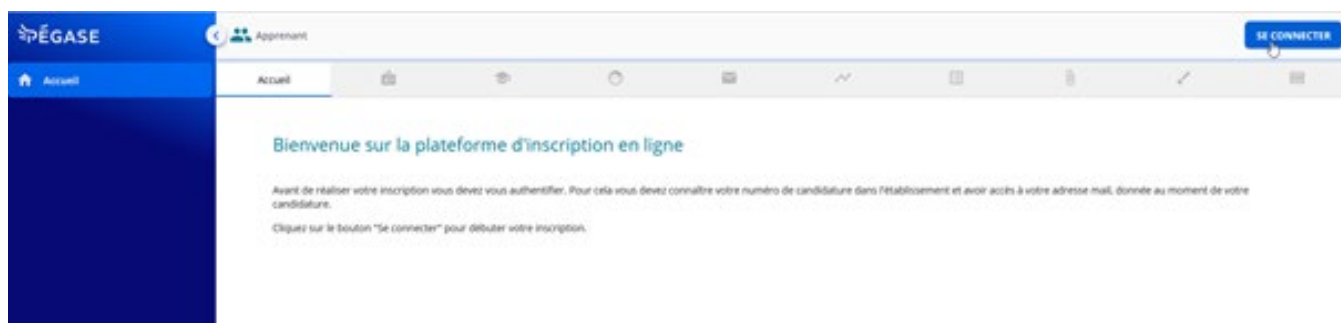 PÉGASE
Apprenant
SE CONNECTER
Accueil
Accueil
Bienvenue sur la plateforme d'inscription en ligne
Avant de réaliser votre inscription vous devez vous authentifier. Pour cela vous devez connaître votre numéro de candidature dans l'établissement et avoir accès à votre adresse mail, donnée au moment de votre
candidature.
Cliquez sur le bouton "Se connecter" pour débuter votre inscription.